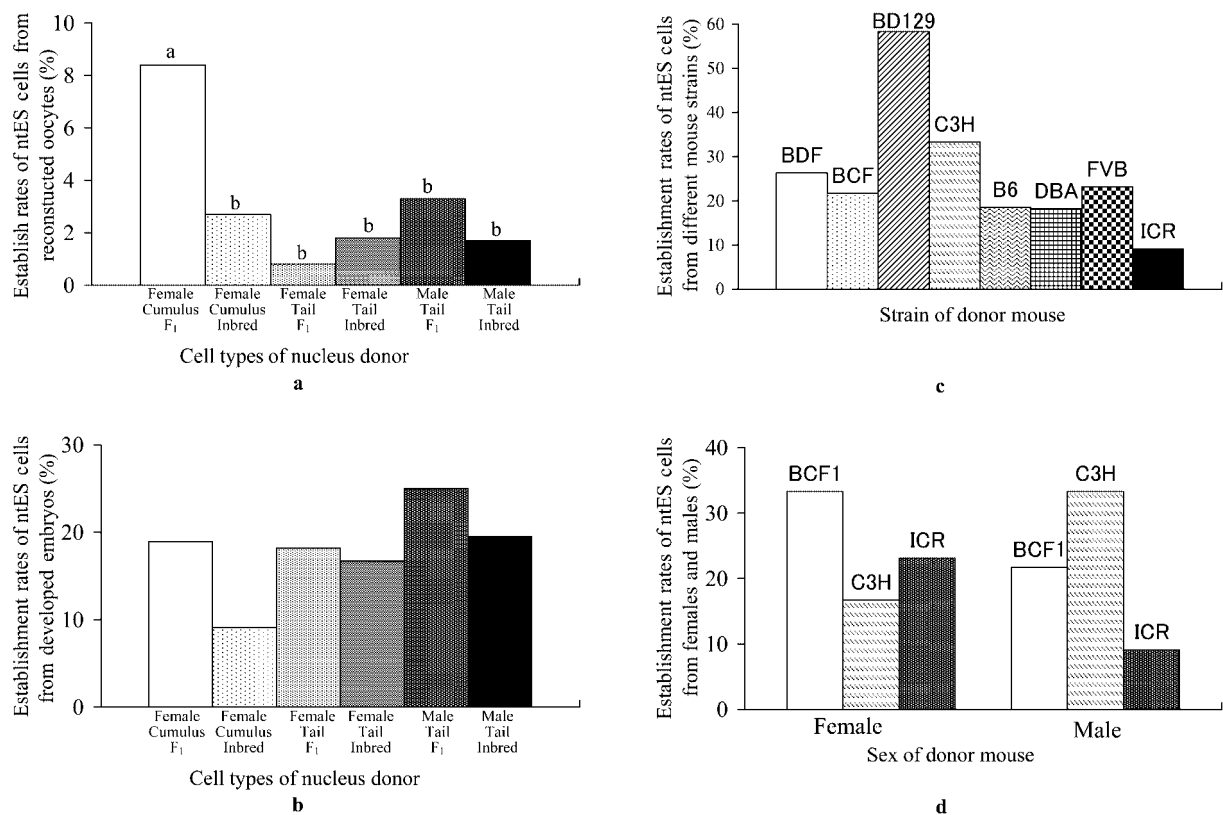 Establish rates of ntES cells from
reconstucted oocytes (%)
10
8
6
4
2
0
a
b
b
b
b
b
Female
Cumulus
F1
Female
Cumulus
Inbred
Female
Tail
F1
Female
Tail
Inbred
Male
Tail
F1
Male
Tail
Inbred
Cell types of nucleus donor
a
Establishment rates of ntES cells
from developed embryos (%)
30
20
10
0
Female
Cumulus
F1
Female
Cumulus
Inbred
Female
Tail
F1
Female
Tail
Inbred
Male
Tail
F1
Male
Tail
Inbred
Cell types of nucleus donor
b
Establishment rates of ntES cells
from different mouse strains (%)
60
50
40
30
20
10
0
BDF
BCF
BD129
C3H
B6
DBA
FVB
ICR
Strain of donor mouse
c
Establishment rates of ntES cells
from females and males (%)
40
30
20
10
0
BCF1
C3H
ICR
BCF1
C3H
ICR
Female
Male
Sex of donor mouse
d